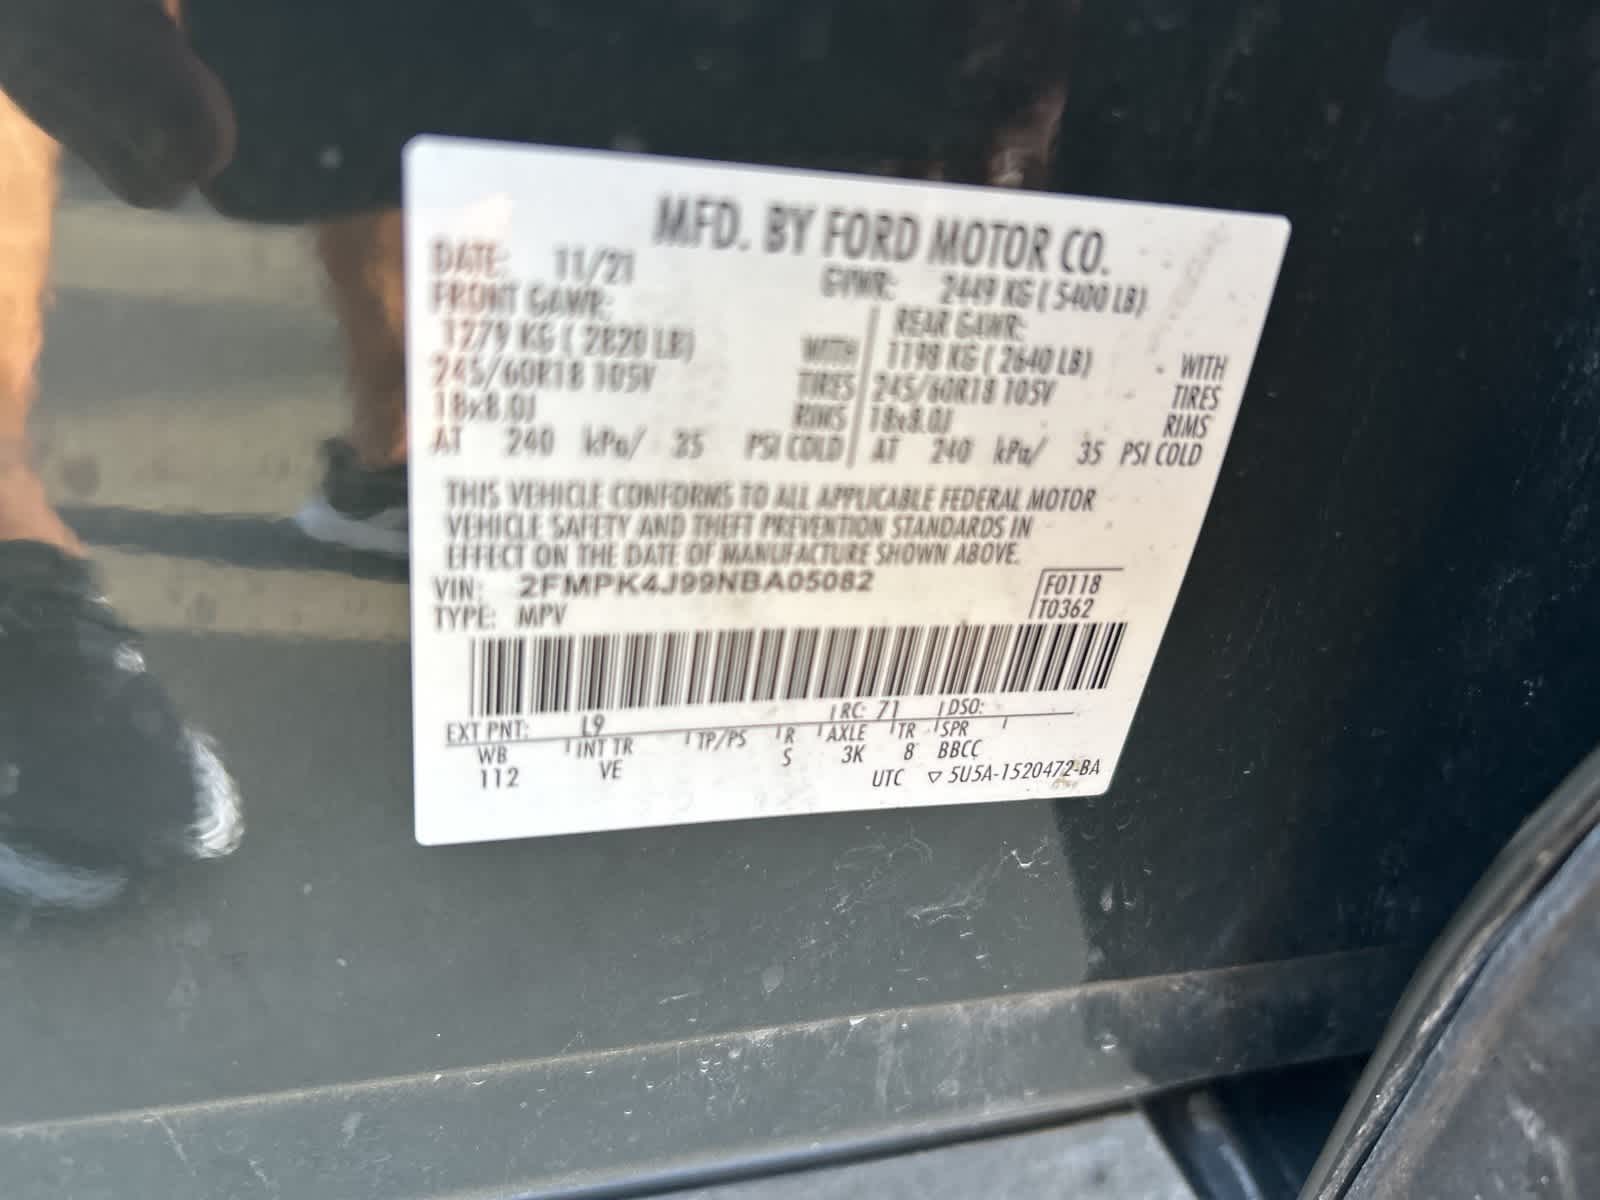 MFD. BY FORD MOTOR CO.
DATE: 11/21 GVWR: 2449 KG ( 5400 LB)
FRONT GAWR: REAR GAWR:
1279 KG ( 2820 LB) WITH 1198 KG ( 2640 LB) WITH
245/60R18 105V TIRES 245/60R18 105V TIRES
18x8.0J RIMS 18x8.0J RIMS
AT 240 kPa/ 35 PSI COLD AT 240 kPa/ 35 PSI COLD
THIS VEHICLE CONFORMS TO ALL APPLICABLE FEDERAL MOTOR
VEHICLE SAFETY AND THEFT PREVENTION STANDARDS IN
EFFECT ON THE DATE OF MANUFACTURE SHOWN ABOVE.
VIN: 2FMPK4J99NBA05082 F0118
TYPE: MPV T0362
EXT PNT: L9 RC: 71 DSO:
WB INT TR TP/PS R AXLE TR SPR
112 VE S 3K 8 BBCC
UTC ▽ 5U5A-1520472-BA